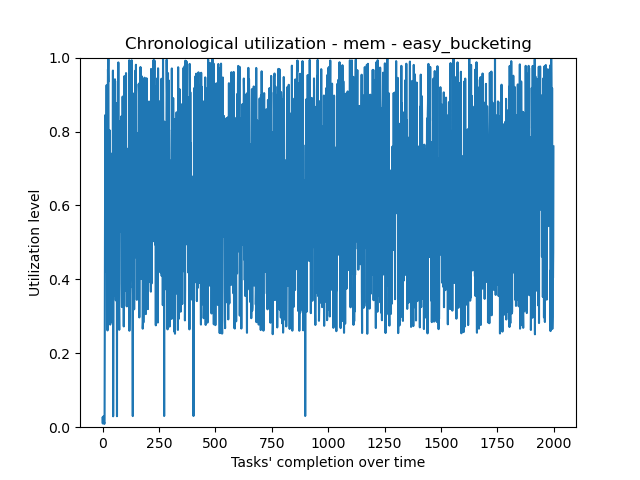 Chronological utilization - mem - easy_bucketing
Utilization level
1.0
0.8
0.6
0.4
0.2
0.0
0 250 500 750 1000 1250 1500 1750 2000
Tasks' completion over time